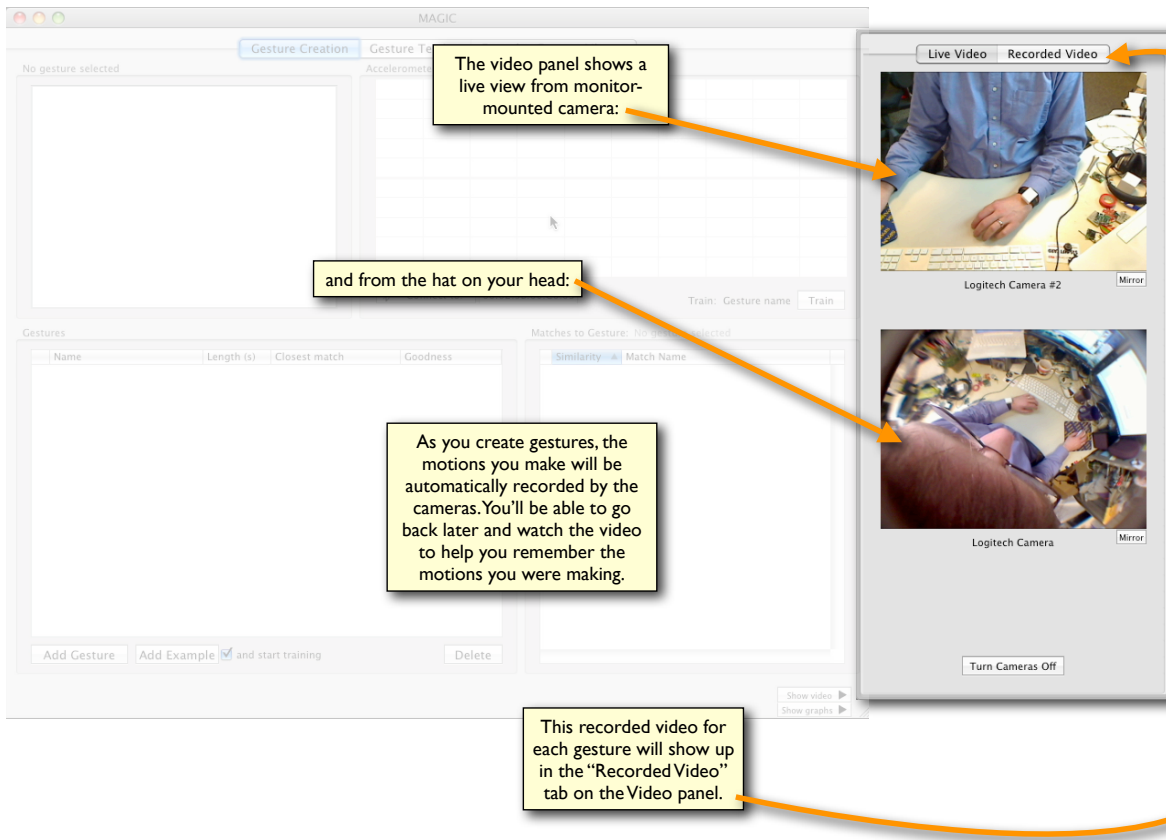 MAGIC
Gesture Creation
Gesture Te
No gesture selected
Acceleromete
The video panel shows a
live view from monitor-
mounted camera:
Live Video
Recorded Video
Logitech Camera #2
Mirror
and from the hat on your head:
Train: Gesture name
Train
Gestures
Name
Length (s)
Closest match
Goodness
Matches to Gesture: No gesture selected
Similarity
Match Name
As you create gestures, the
motions you make will be
automatically recorded by the
cameras. You’ll be able to go
back later and watch the video
to help you remember the
motions you were making.
Logitech Camera
Mirror
Add Gesture
Add Example
and start training
Delete
Turn Cameras Off
Show video
Show graphs
This recorded video for
each gesture will show up
in the “Recorded Video”
tab on the Video panel.